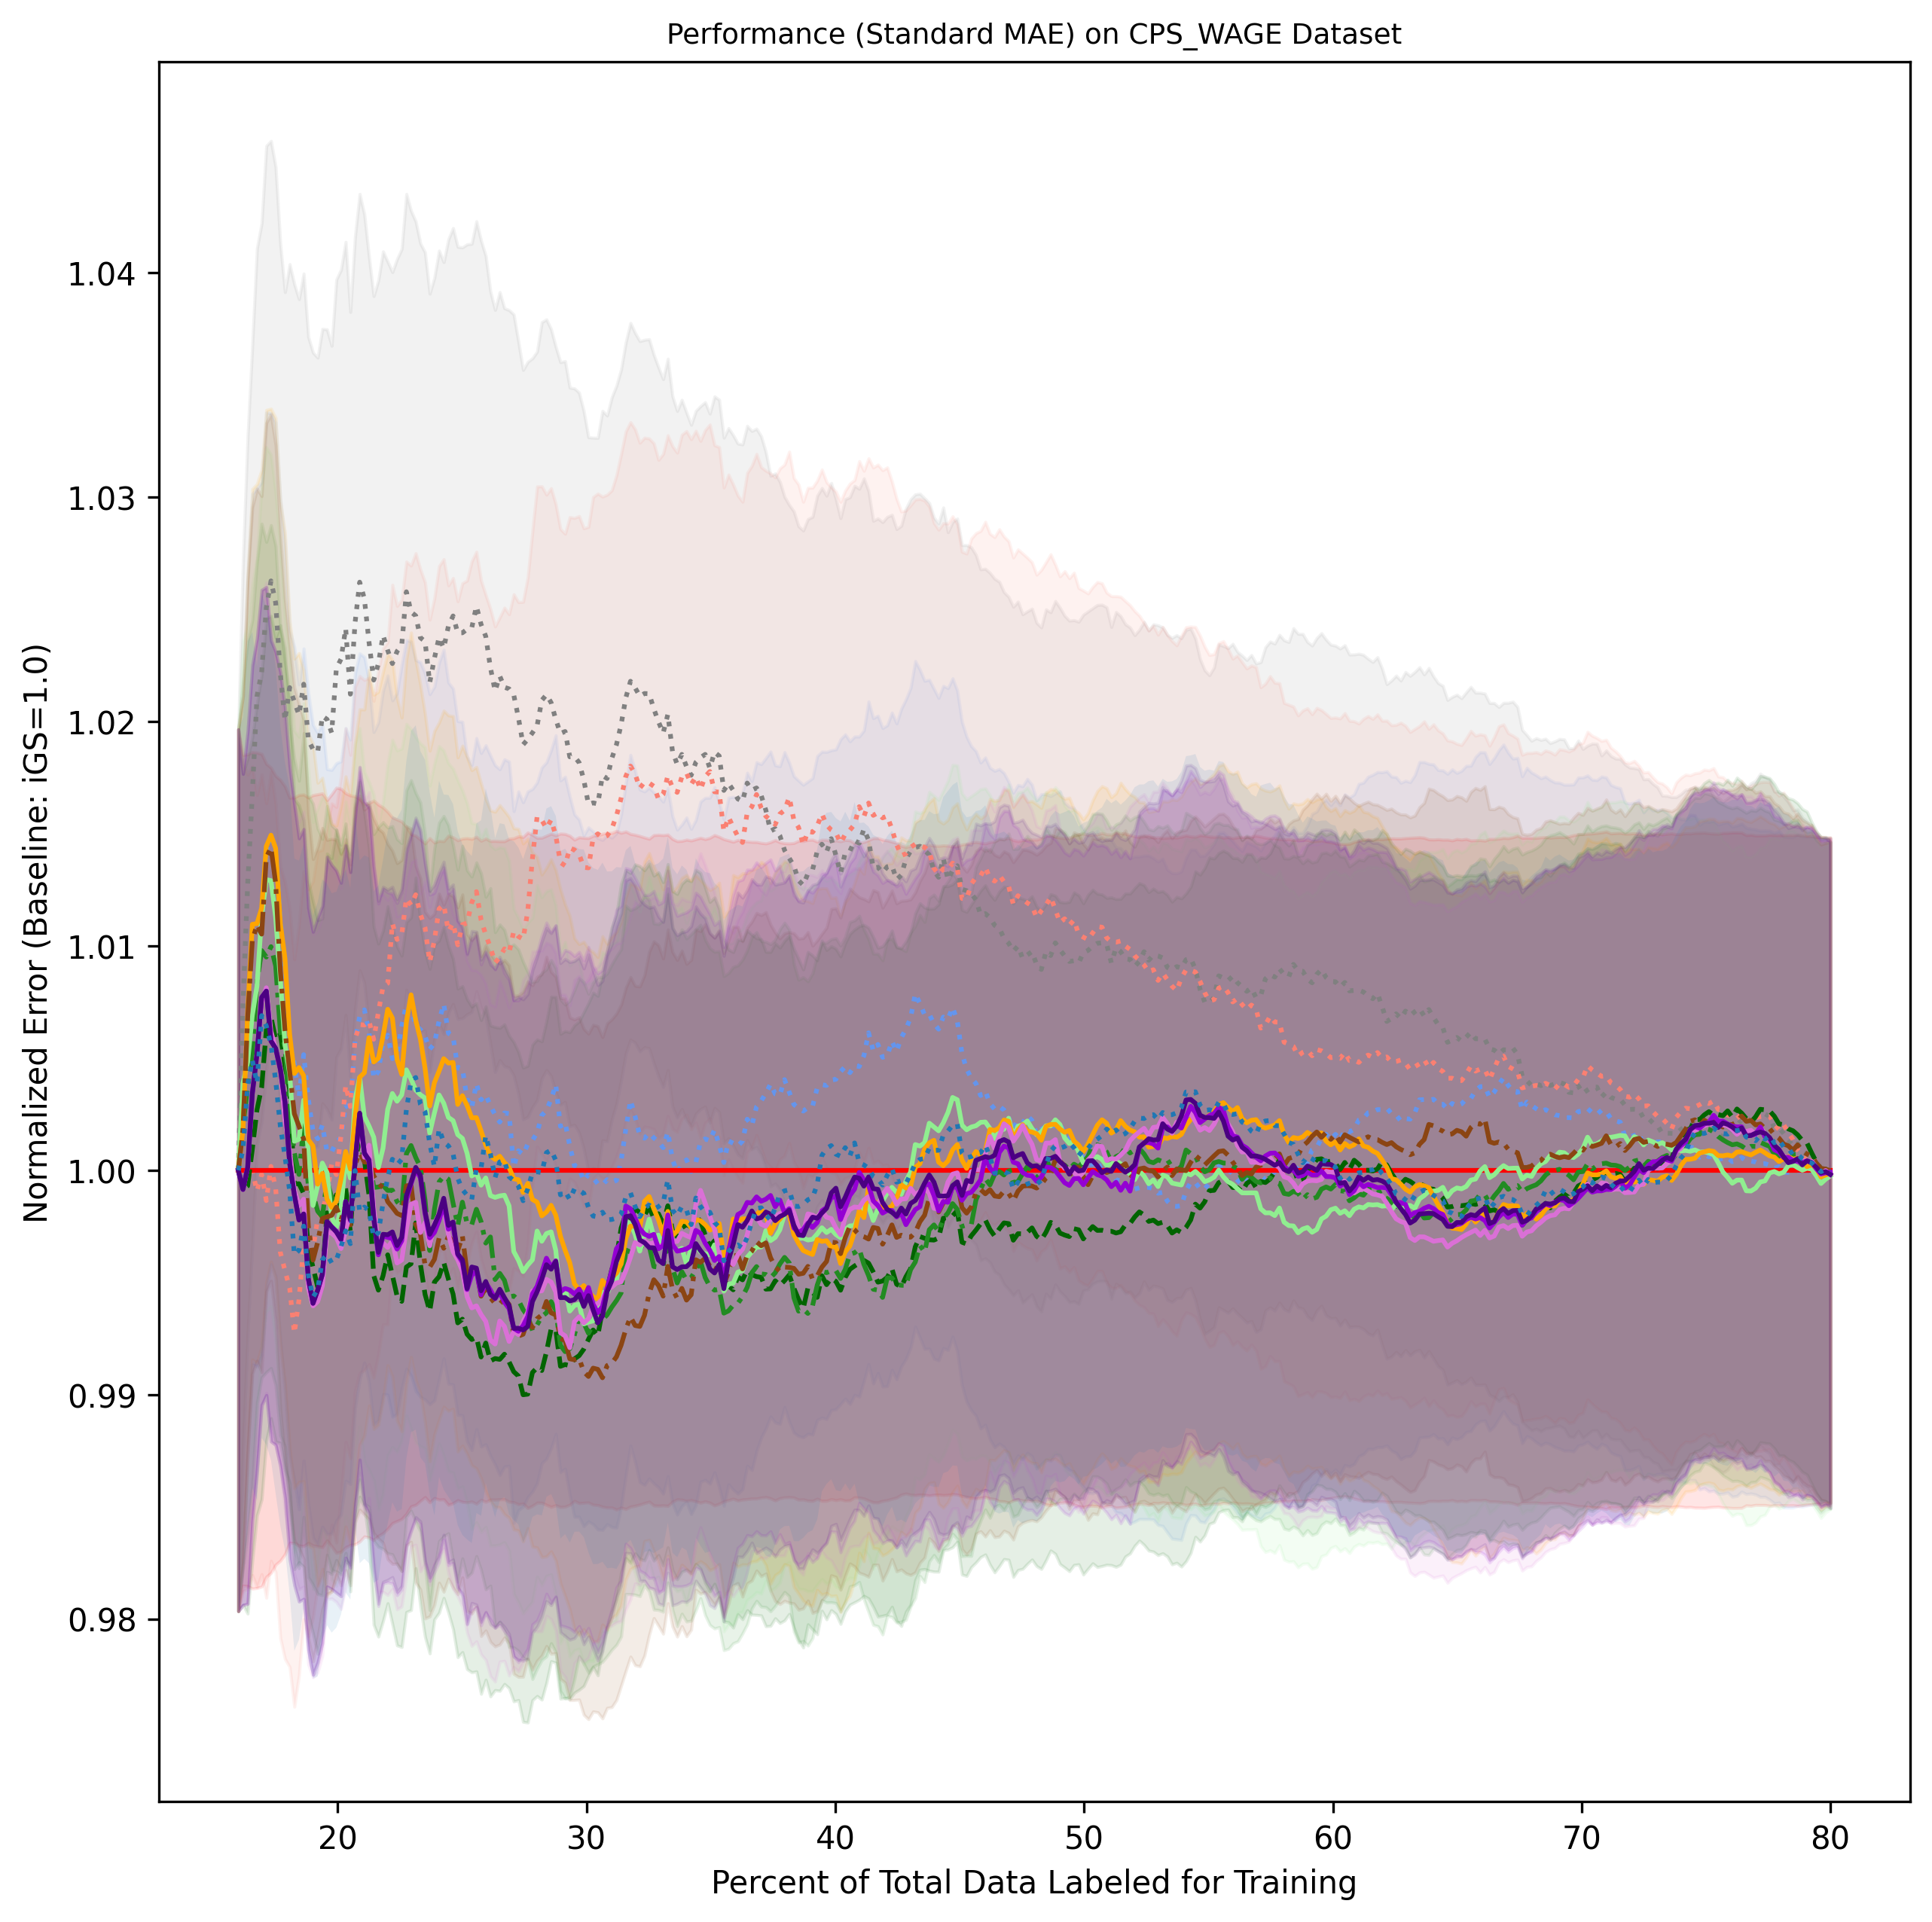 Performance (Standard MAE) on CPS_WAGE Dataset
Normalized Error (Baseline: iGS=1.0)
1.04
1.03
1.02
1.01
1.00
0.99
0.98
20 30 40 50 60 70 80
Percent of Total Data Labeled for Training